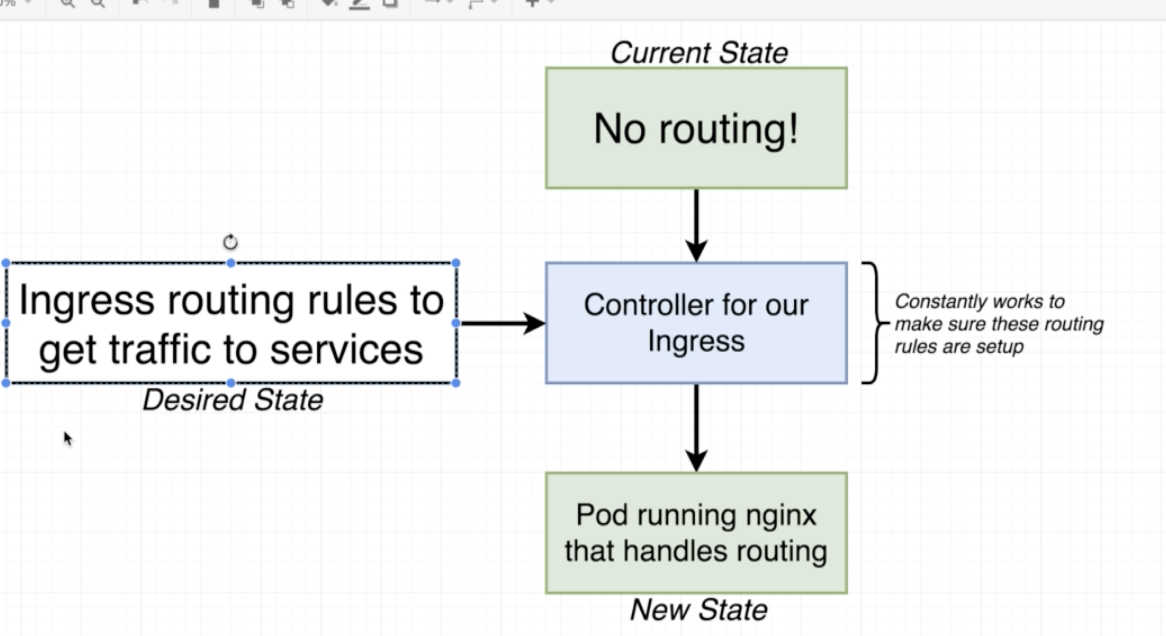 Current State
No routing!
Ingress routing rules to
get traffic to services
Desired State
Controller for our
Ingress
Constantly works to
make sure these routing
rules are setup
Pod running nginx
that handles routing
New State